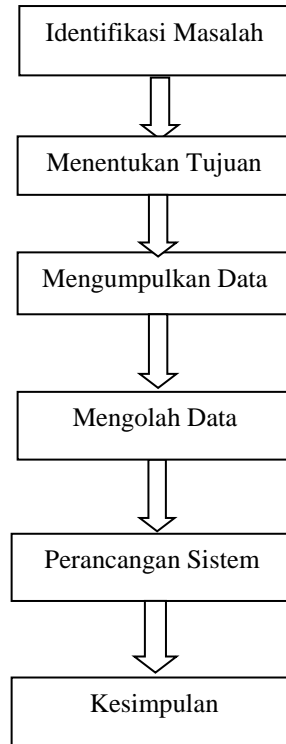 Identifikasi Masalah
Menentukan Tujuan
Mengumpulkan Data
Mengolah Data
Perancangan Sistem
Kesimpulan